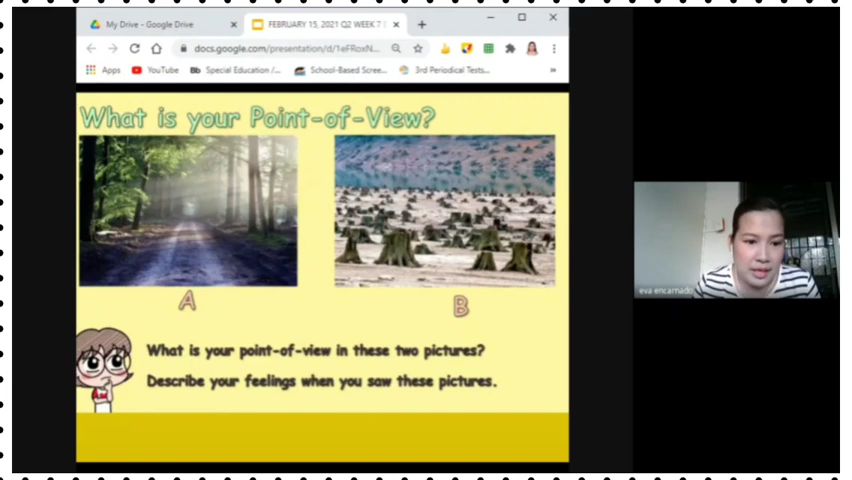 My Drive - Google Drive
FEBRUARY 15, 2021 Q2 WEEK 7
docs.google.com/presentation/d/1eFRoxN...
Apps YouTube Bb Special Education /... School-Based Scree... 3rd Periodical Tests... »
What is your Point-of-View?
A
B
What is your point-of-view in these two pictures?
Describe your feelings when you saw these pictures.
eva encarnado